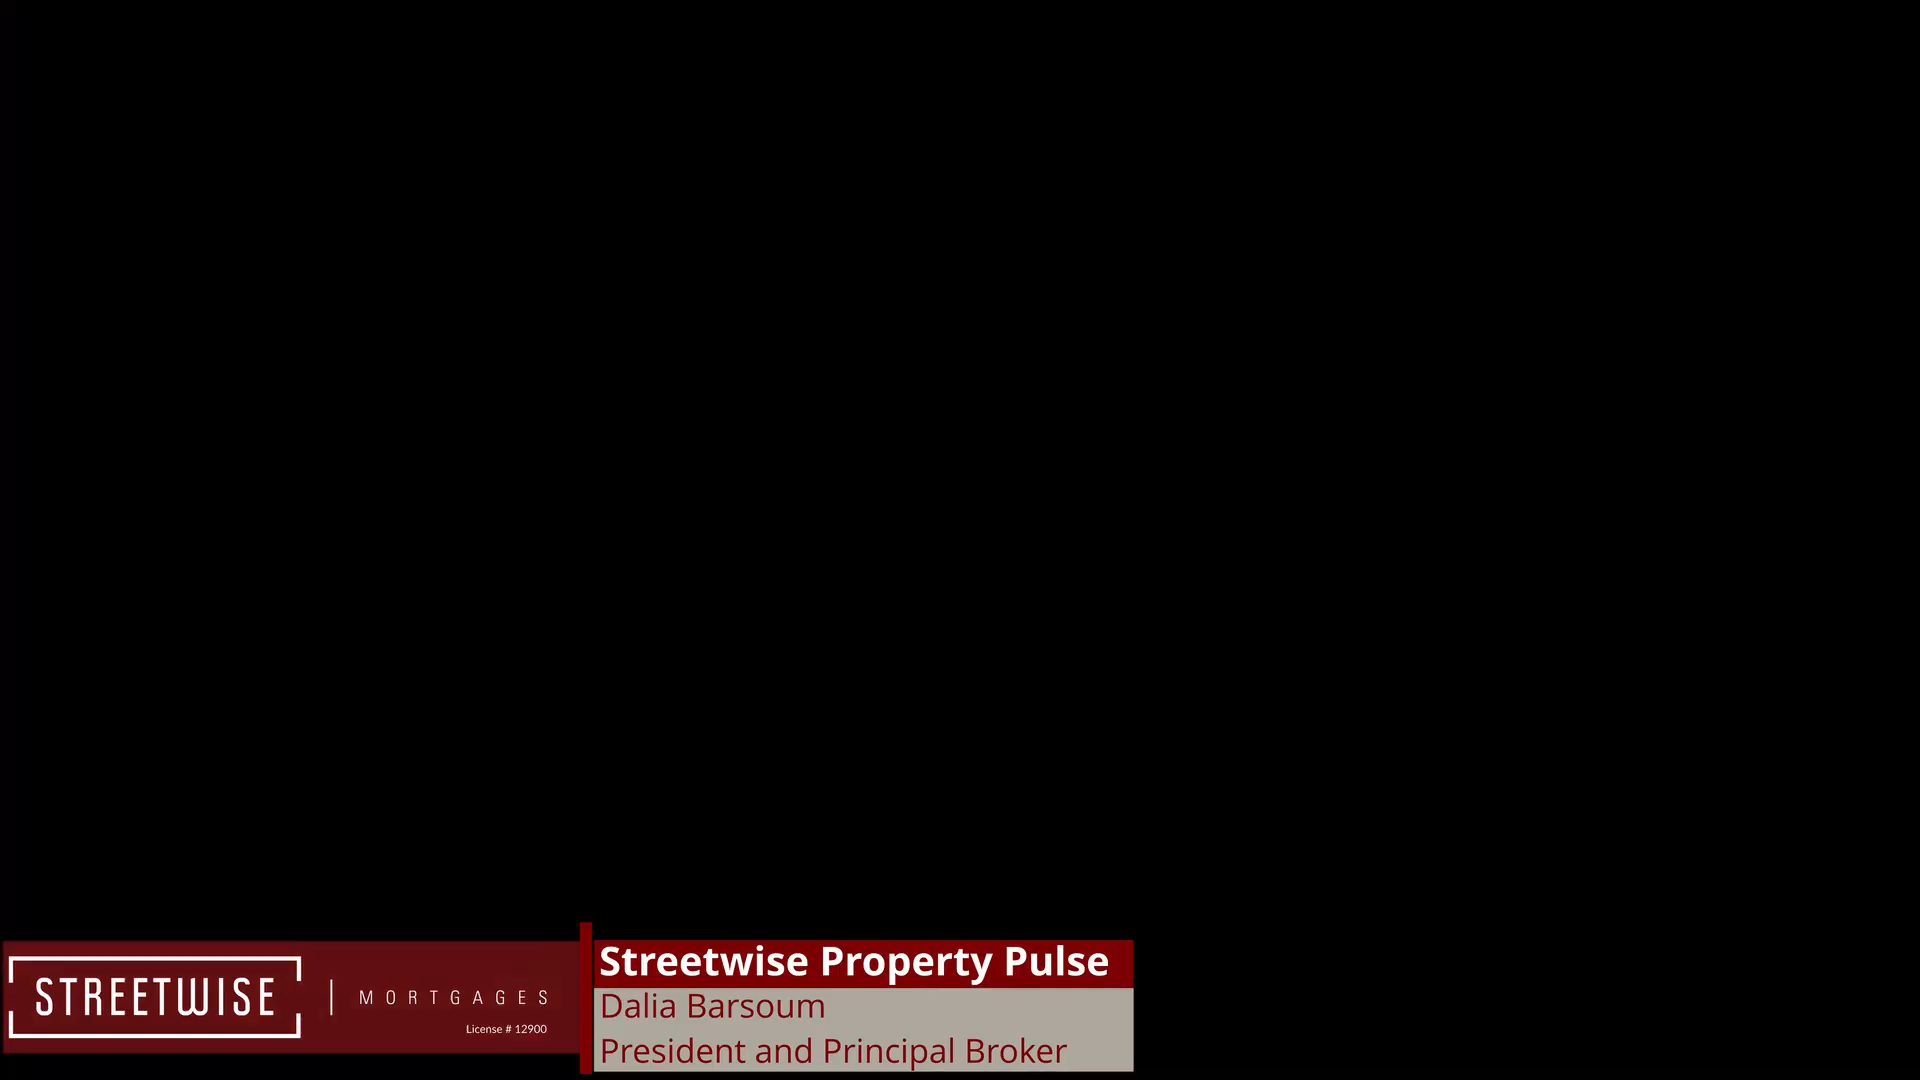 STREETWISE | MORTGAGES
License # 12900
Streetwise Property Pulse
Dalia Barsoum
President and Principal Broker